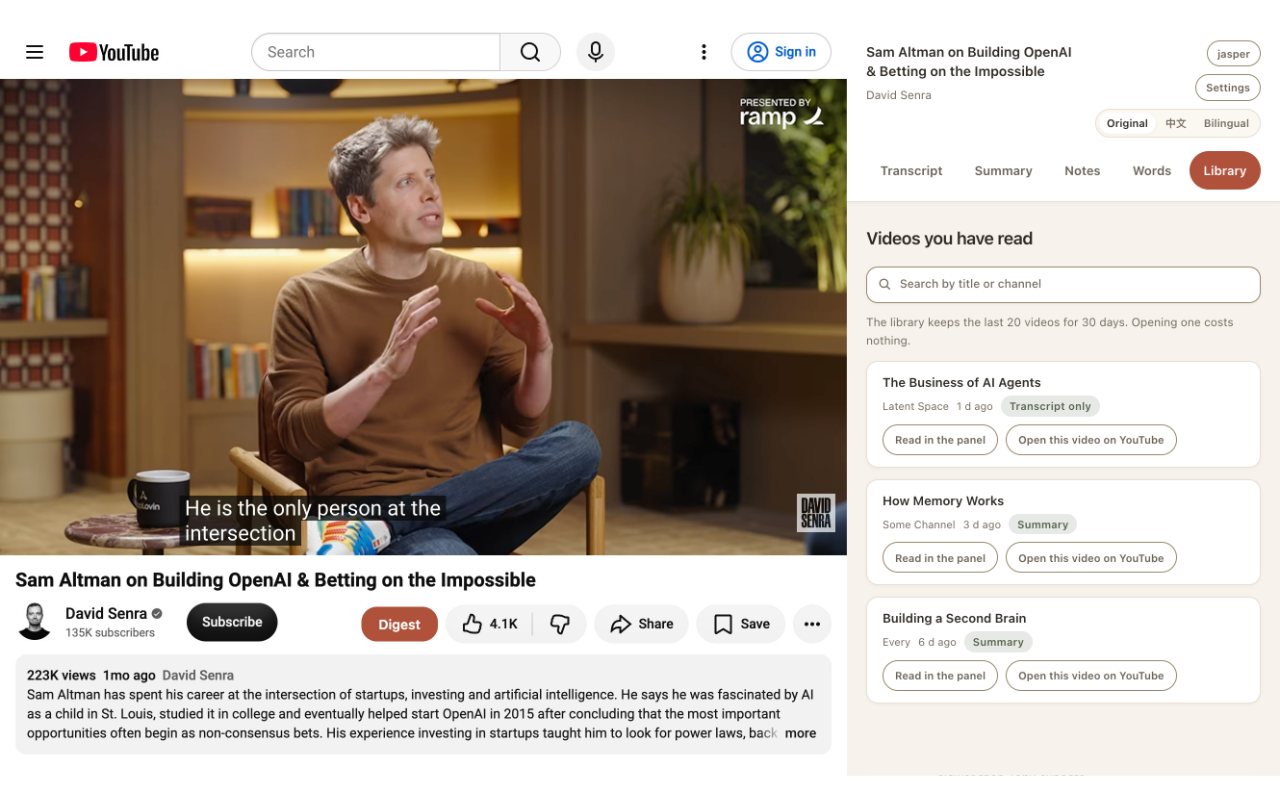 YouTube
Search
Sign in
PRESENTED BY
ramp
He is the only person at the
intersection
DAVID
SENRA
Sam Altman on Building OpenAI & Betting on the Impossible
David Senra
135K subscribers
Subscribe
Digest
4.1K
Share
Save
223K views 1mo ago David Senra
Sam Altman has spent his career at the intersection of startups, investing and artificial intelligence. He says he was fascinated by AI
as a child in St. Louis, studied it in college and eventually helped start OpenAI in 2015 after concluding that the most important
opportunities often begin as non-consensus bets. His experience investing in startups taught him to look for power laws, back more
Sam Altman on Building OpenAI
& Betting on the Impossible
David Senra
jasper
Settings
Original 中文 Bilingual
Transcript Summary Notes Words Library
Videos you have read
Search by title or channel
The library keeps the last 20 videos for 30 days. Opening one costs
nothing.
The Business of AI Agents
Latent Space 1 d ago Transcript only
Read in the panel Open this video on YouTube
How Memory Works
Some Channel 3 d ago Summary
Read in the panel Open this video on YouTube
Building a Second Brain
Every 6 d ago Summary
Read in the panel Open this video on YouTube